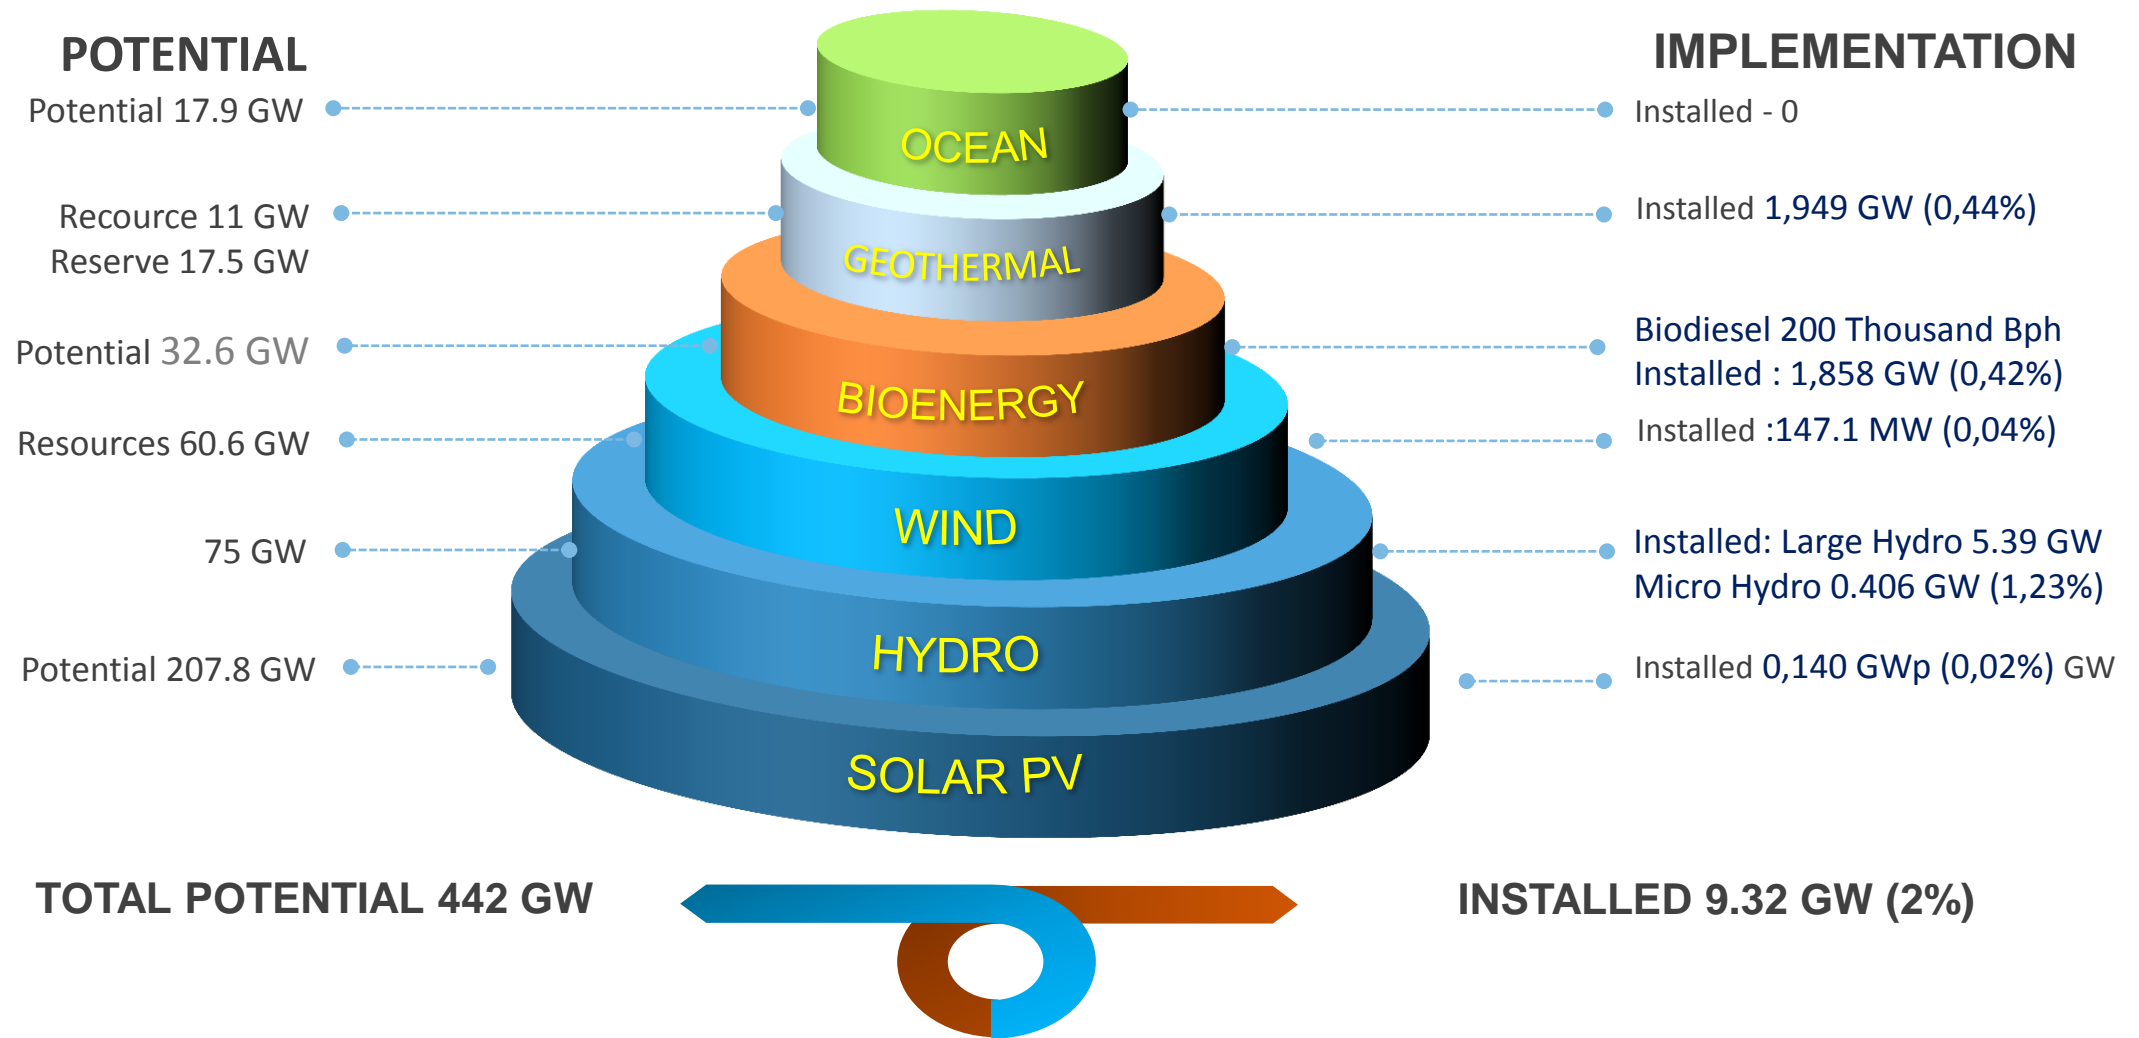 POTENTIAL
IMPLEMENTATION
Potential 17.9 GW
OCEAN
Installed - 0
Recource 11 GW
Reserve 17.5 GW
GEOTHERMAL
Installed 1,949 GW (0,44%)
Potential 32.6 GW
BIOENERGY
Biodiesel 200 Thousand Bph
Installed : 1,858 GW (0,42%)
Resources 60.6 GW
WIND
Installed :147.1 MW (0,04%)
75 GW
HYDRO
Installed: Large Hydro 5.39 GW
Micro Hydro 0.406 GW (1,23%)
Potential 207.8 GW
SOLAR PV
Installed 0,140 GWp (0,02%) GW
TOTAL POTENTIAL 442 GW
INSTALLED 9.32 GW (2%)